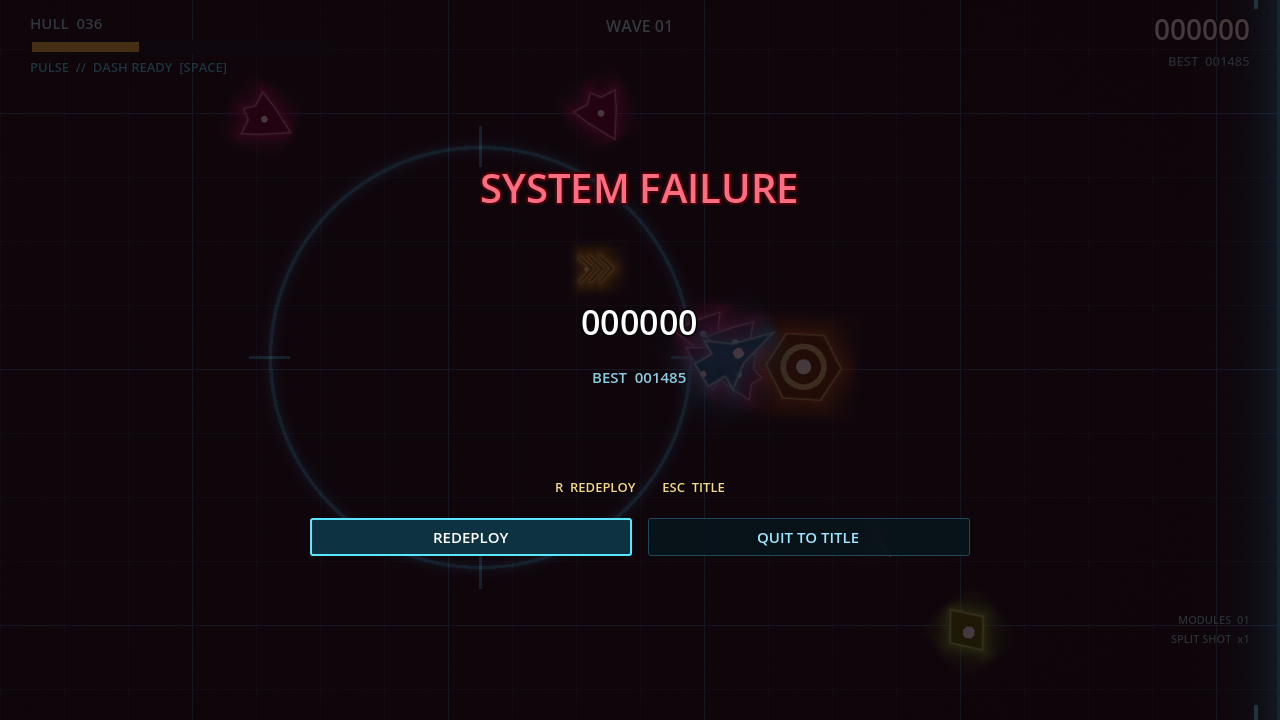 HULL 036
WAVE 01
000000
BEST 001485
PULSE // DASH READY [SPACE]
SYSTEM FAILURE
000000
BEST 001485
R REDEPLOY ESC TITLE
REDEPLOY
QUIT TO TITLE
MODULES 01
SPLIT SHOT x1